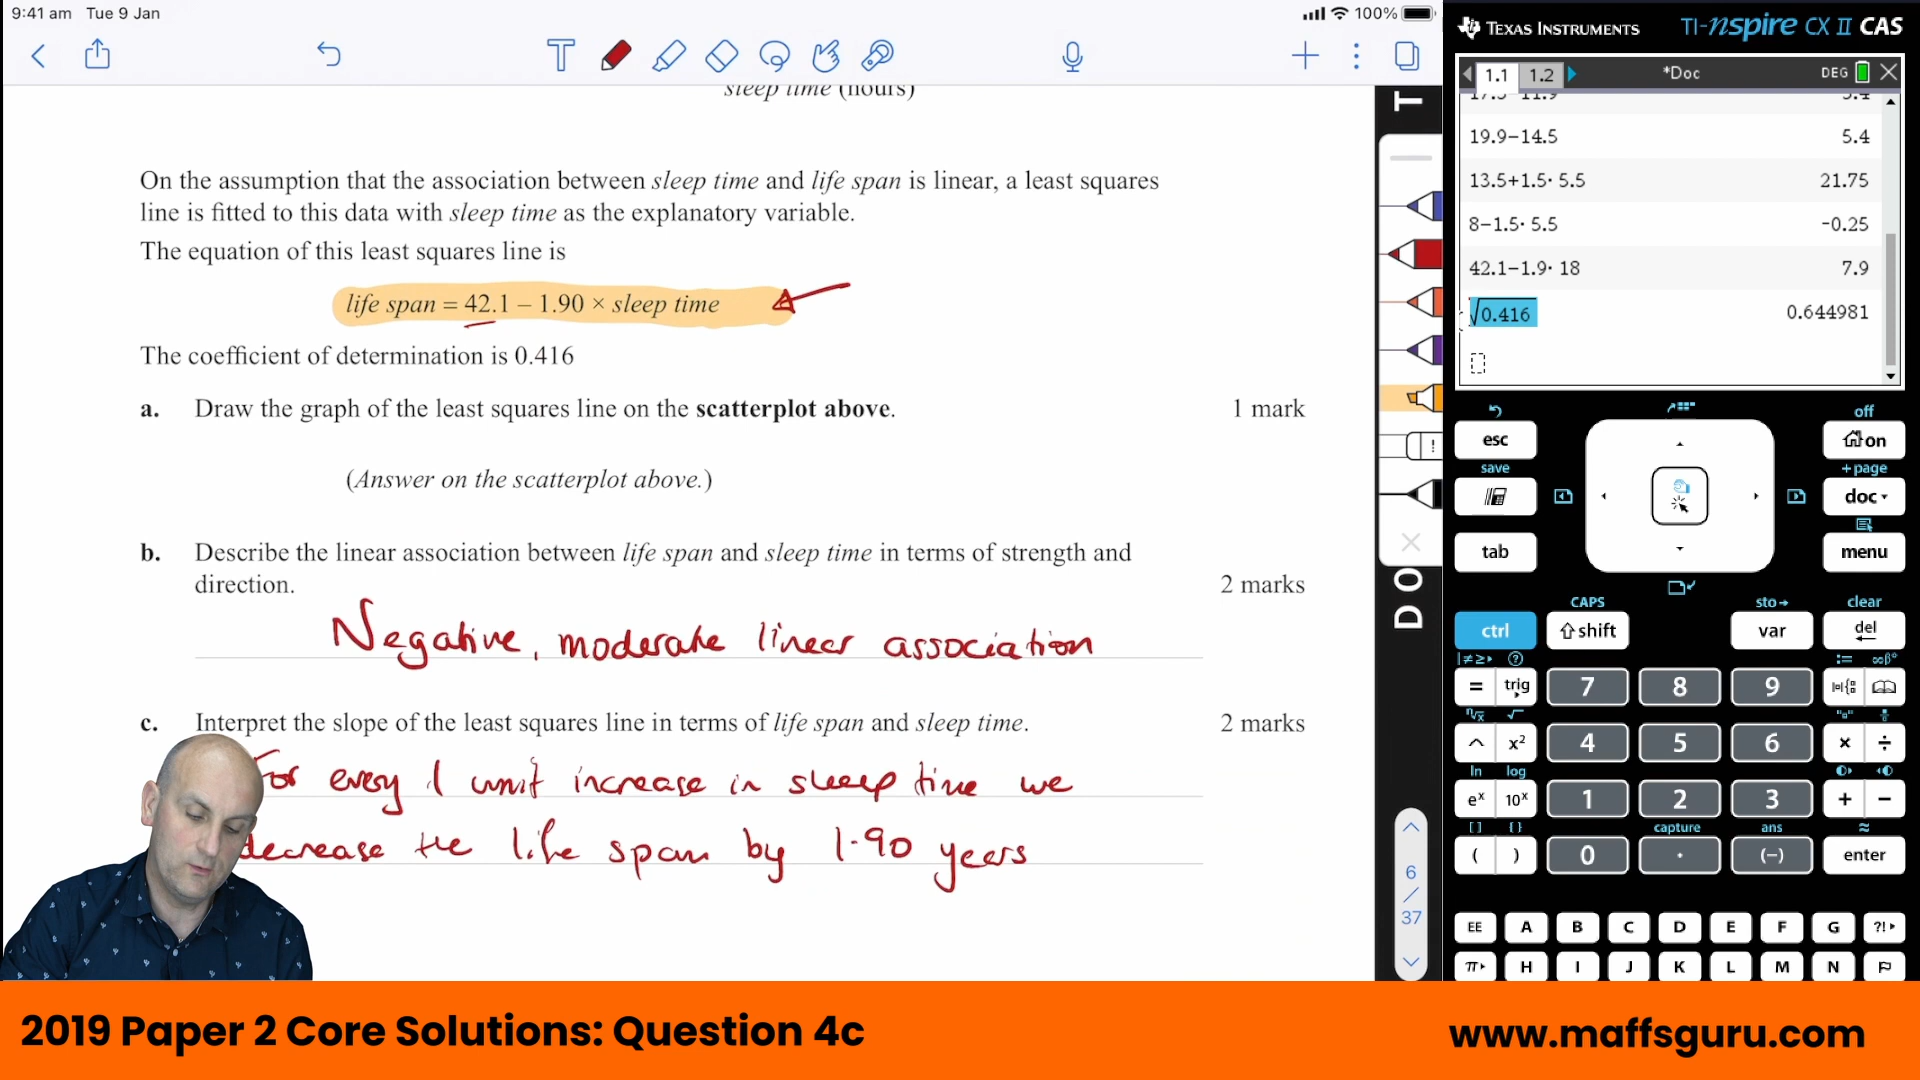 9:41 am Tue 9 Jan
100%
sleep time (hours)
On the assumption that the association between sleep time and life span is linear, a least squares
line is fitted to this data with sleep time as the explanatory variable.
The equation of this least squares line is
life span = 42.1 – 1.90 × sleep time
The coefficient of determination is 0.416
a. Draw the graph of the least squares line on the scatterplot above. 1 mark
(Answer on the scatterplot above.)
b. Describe the linear association between life span and sleep time in terms of strength and
direction. 2 marks
Negative, moderate linear association
c. Interpret the slope of the least squares line in terms of life span and sleep time. 2 marks
For every 1 unit increase in sleep time we
decrease the life span by 1.90 years
T
DO
6
/
37
TEXAS INSTRUMENTS TI-nspire CX II CAS
1.1 1.2 *Doc DEG
17.3-11.9 5.4
19.9-14.5 5.4
13.5+1.5· 5.5 21.75
8-1.5· 5.5 -0.25
42.1-1.9· 18 7.9
√0.416 0.644981
off
esc on
save +page
doc
tab menu
CAPS sto→ clear
ctrl shift var del
= trig 7 8 9
ⁿ√x √
^ x² 4 5 6 × ÷
ln log
eˣ 10ˣ 1 2 3 + −
[ ] { } capture ans ≈
( ) 0 . (−) enter
EE A B C D E F G ?!▸
π▸ H I J K L M N
2019 Paper 2 Core Solutions: Question 4c www.maffsguru.com